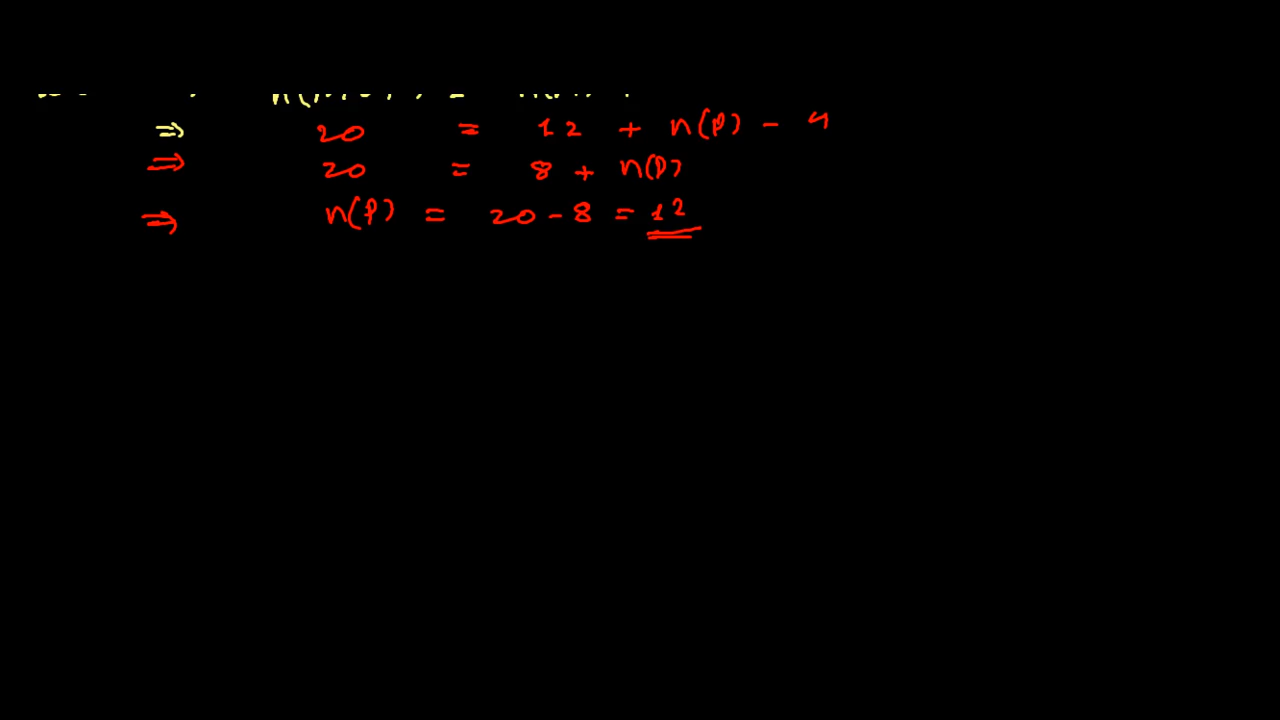 ⇒ 20 = 12 + n(P) - 4
⇒ 20 = 8 + n(P)
⇒ n(P) = 20 - 8 = 12